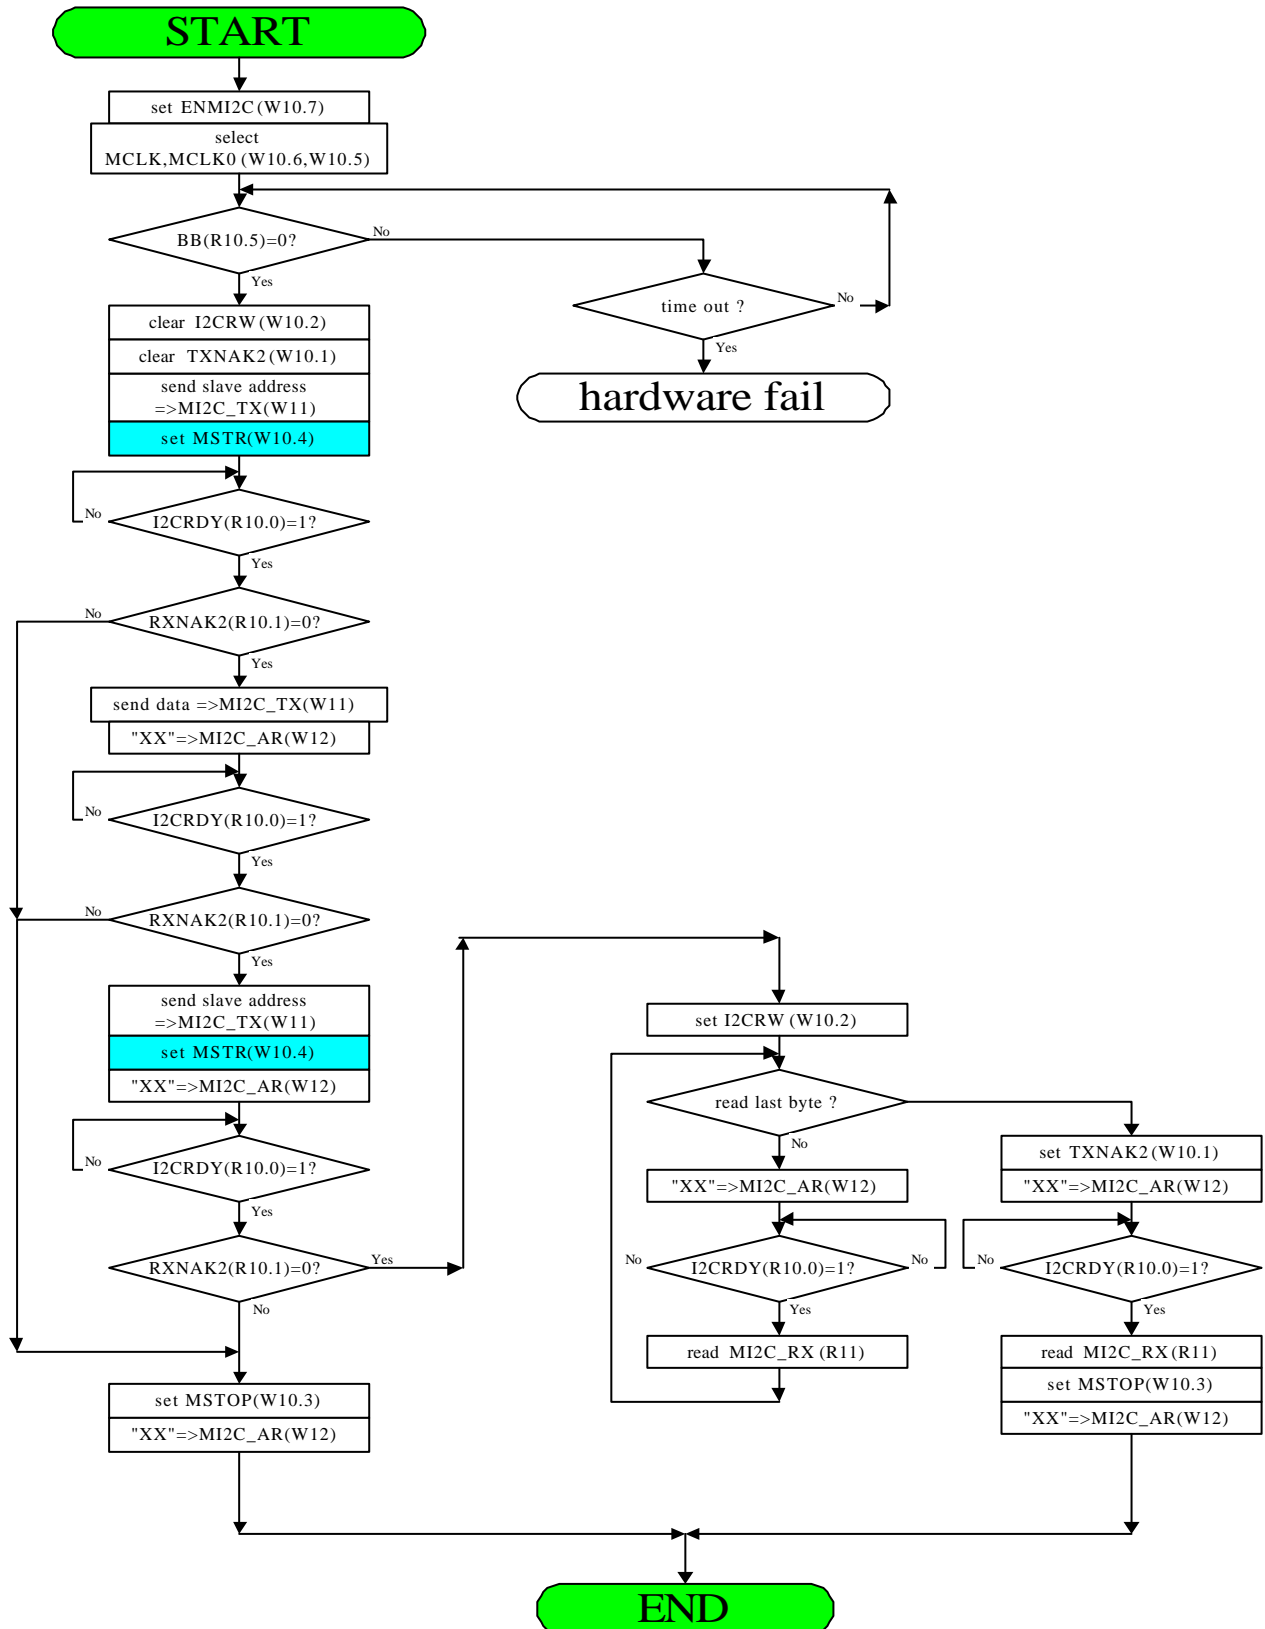 START
set ENMI2C(W10.7)
select
MCLK,MCLK0 (W10.6,W10.5)
BB(R10.5)=0?
No
Yes
time out ?
No
Yes
hardware fail
clear I2CRW(W10.2)
clear TXNAK2(W10.1)
send slave address
=>MI2C_TX(W11)
set MSTR(W10.4)
I2CRDY(R10.0)=1?
No
Yes
RXNAK2(R10.1)=0?
No
Yes
send data =>MI2C_TX(W11)
"XX"=>MI2C_AR(W12)
I2CRDY(R10.0)=1?
No
Yes
RXNAK2(R10.1)=0?
No
Yes
send slave address
=>MI2C_TX(W11)
set MSTR(W10.4)
"XX"=>MI2C_AR(W12)
I2CRDY(R10.0)=1?
No
Yes
RXNAK2(R10.1)=0?
Yes
No
set MSTOP(W10.3)
"XX"=>MI2C_AR(W12)
set I2CRW (W10.2)
read last byte ?
No
"XX"=>MI2C_AR(W12)
I2CRDY(R10.0)=1?
No
No
Yes
read MI2C_RX (R11)
set TXNAK2(W10.1)
"XX"=>MI2C_AR(W12)
I2CRDY(R10.0)=1?
No
Yes
read MI2C_RX(R11)
set MSTOP(W10.3)
"XX"=>MI2C_AR(W12)
END